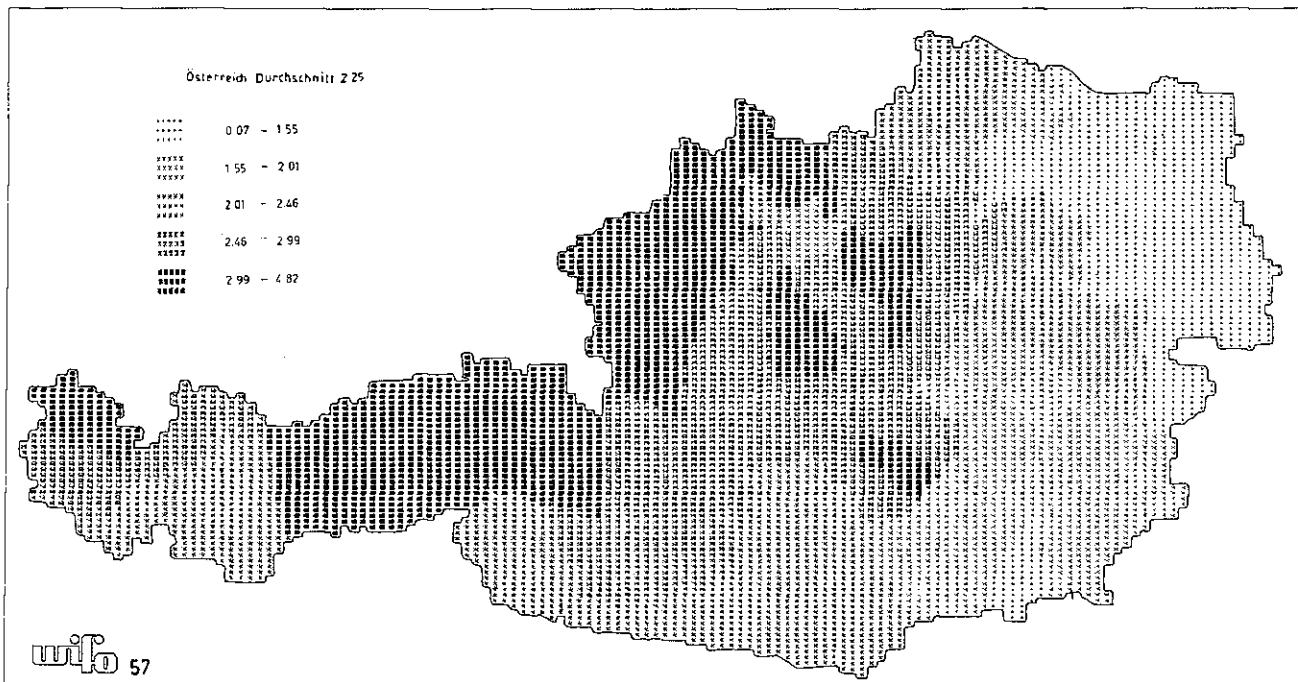 Österreich Durchschnitt 2 25
0 07 - 1 55
1 55 - 2 01
2 01 - 2.46
2.46 - 2 99
2 99 - 4 82
wifo 57